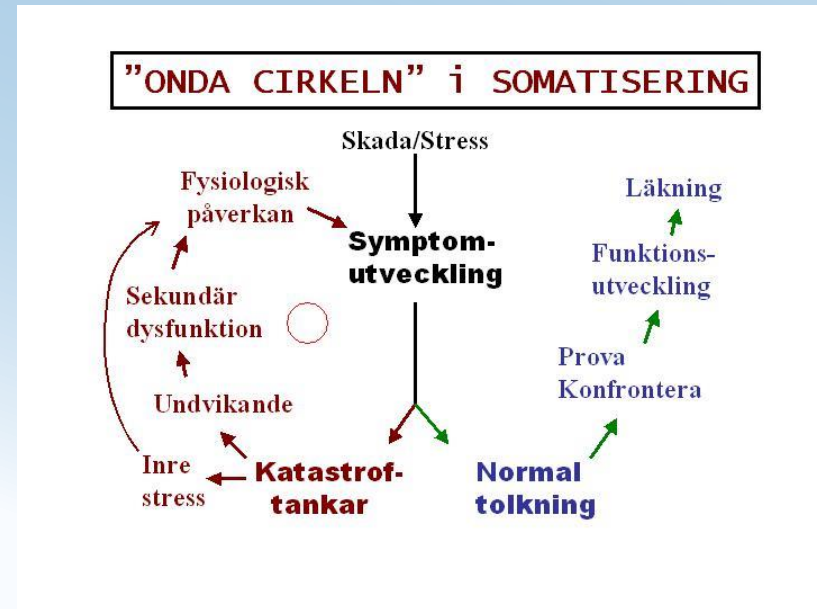 ”ONDA CIRKELN” i SOMATISERING
Skada/Stress
Fysiologisk
påverkan
Symptom-
utveckling
Sekundär
dysfunktion
Undvikande
Inre
stress
Katastrof-
tankar
Normal
tolkning
Prova
Konfrontera
Funktions-
utveckling
Läkning